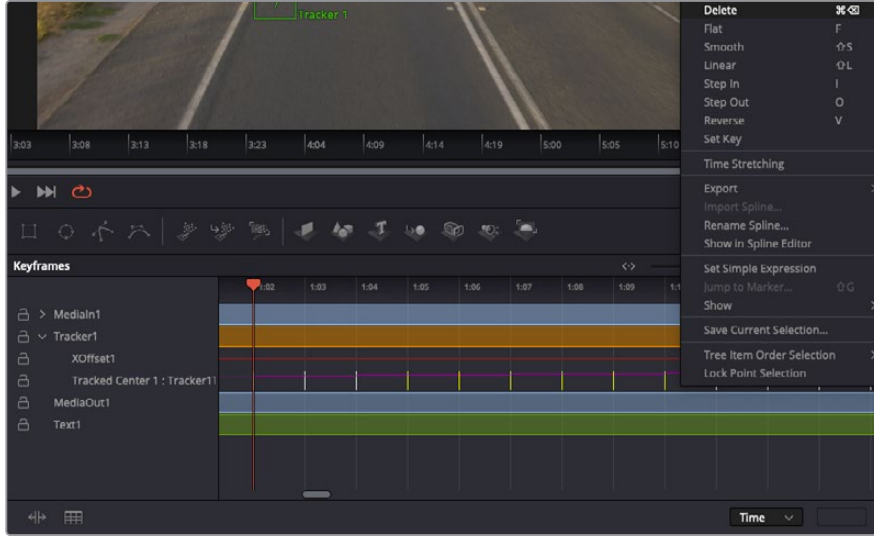 Tracker 1
3:03 3:08 3:13 3:18 3:23 4:04 4:09 4:14 4:19 5:00 5:05 5:10
Delete ⌘⌫
Flat F
Smooth ⇧S
Linear ⇧L
Step In I
Step Out O
Reverse V
Set Key
Time Stretching
Export
Import Spline...
Rename Spline...
Show in Spline Editor
Set Simple Expression
Jump to Marker... ⇧G
Show
Save Current Selection...
Tree Item Order Selection
Lock Point Selection
Keyframes
1:02 1:03 1:04 1:05 1:06 1:07 1:08 1:09
MediaIn1
Tracker1
XOffset1
Tracked Center 1 : Tracker1
MediaOut1
Text1
Time